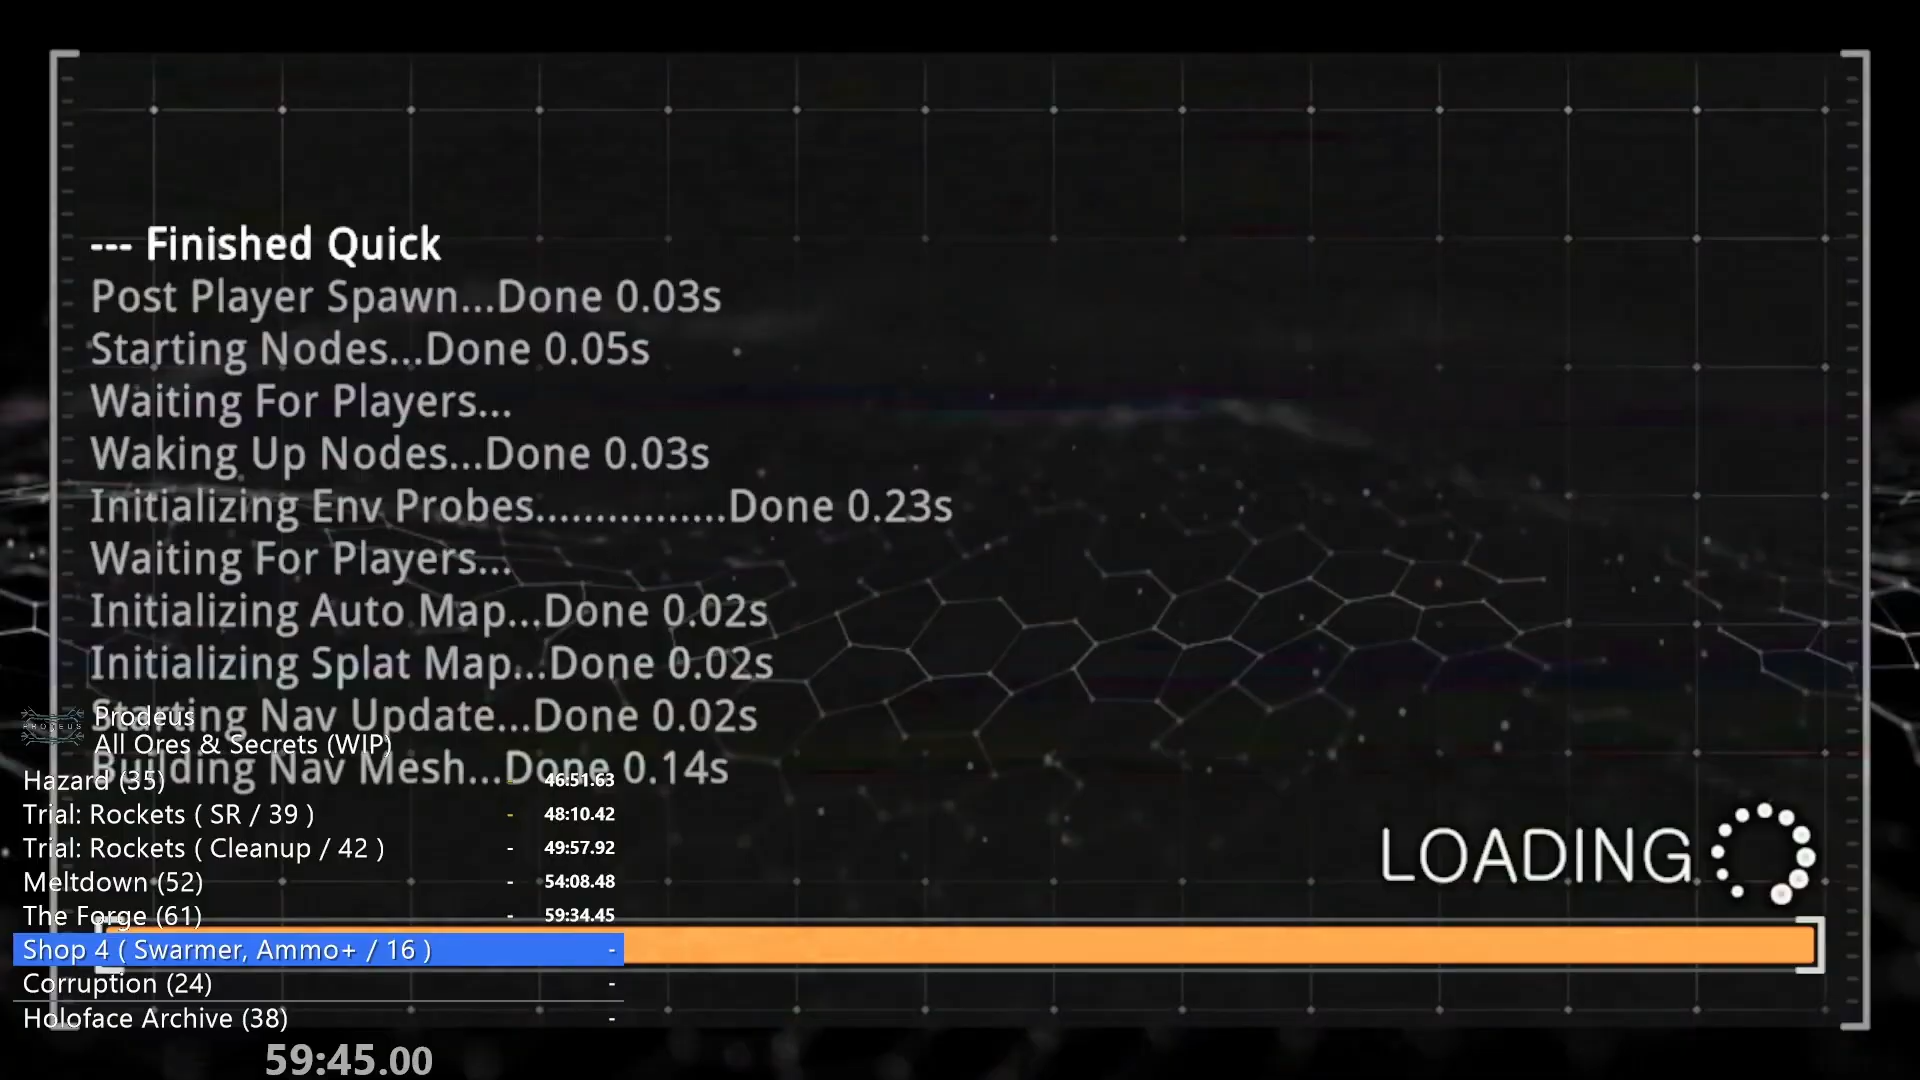 --- Finished Quick
Post Player Spawn...Done 0.03s
Starting Nodes...Done 0.05s
Waiting For Players...
Waking Up Nodes...Done 0.03s
Initializing Env Probes................Done 0.23s
Waiting For Players...
Initializing Auto Map...Done 0.02s
Initializing Splat Map...Done 0.02s
Starting Nav Update...Done 0.02s
Building Nav Mesh...Done 0.14s
LOADING
PRODEUS
Prodeus
All Ores & Secrets (WIP)
Hazard (35) - 46:51.63
Trial: Rockets ( SR / 39 ) - 48:10.42
Trial: Rockets ( Cleanup / 42 ) - 49:57.92
Meltdown (52) - 54:08.48
The Forge (61) - 59:34.45
Shop 4 ( Swarmer, Ammo+ / 16 ) -
Corruption (24) -
Holoface Archive (38) -
59:45.00